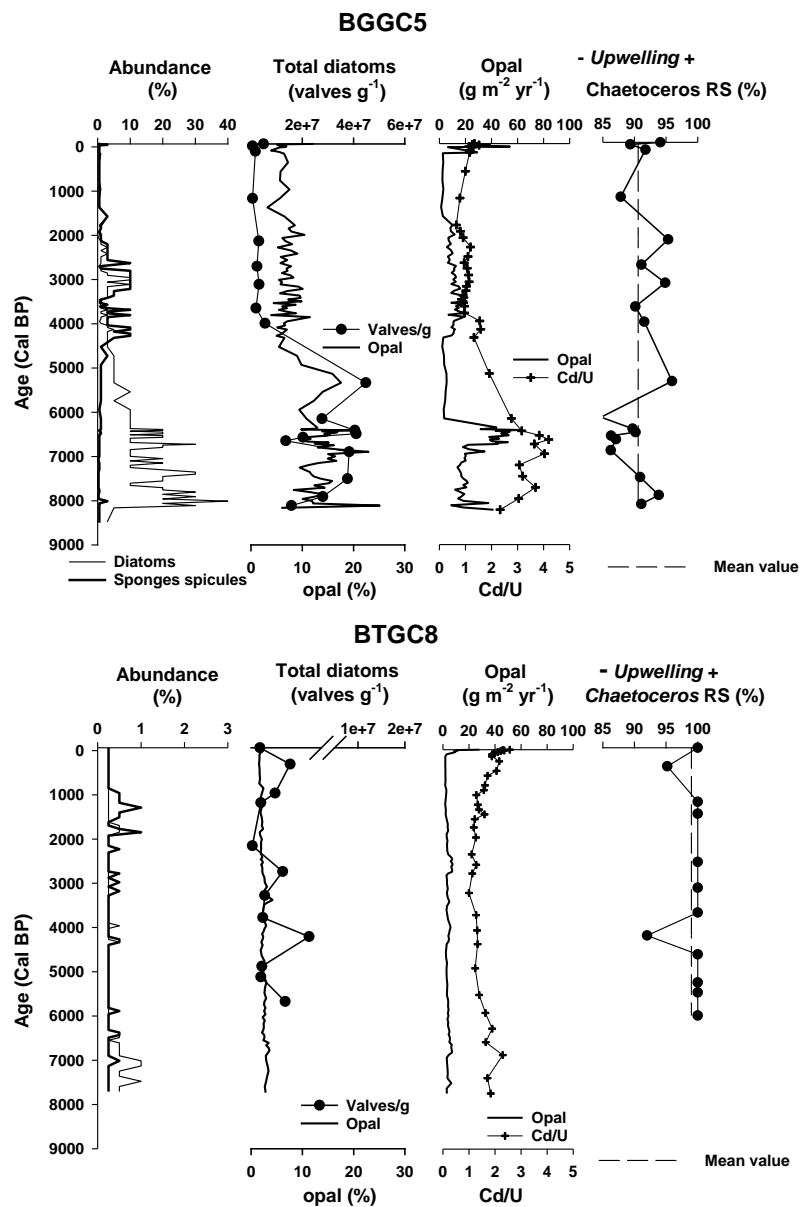 BGGC5
Abundance
(%)
Total diatoms
(valves g-1)
Opal
(g m-2 yr-1)
- Upwelling +
Chaetoceros RS (%)
0 10 20 30 40
2e+7 4e+7 6e+7
0 20 40 60 80 100
85 90 95 100
Age (Cal BP)
0
1000
2000
3000
4000
5000
6000
7000
8000
9000
Valves/g
Opal
Opal
Cd/U
Diatoms
Sponges spicules
0 10 20 30
opal (%)
0 1 2 3 4 5
Cd/U
Mean value
BTGC8
Abundance
(%)
Total diatoms
(valves g-1)
Opal
(g m-2 yr-1)
- Upwelling +
Chaetoceros RS (%)
0 1 2 3
1e+7 2e+7
0 20 40 60 80 100
85 90 95 100
Age (Cal BP)
0
1000
2000
3000
4000
5000
6000
7000
8000
9000
Valves/g
Opal
Opal
Cd/U
0 10 20 30
opal (%)
0 1 2 3 4 5
Cd/U
Mean value